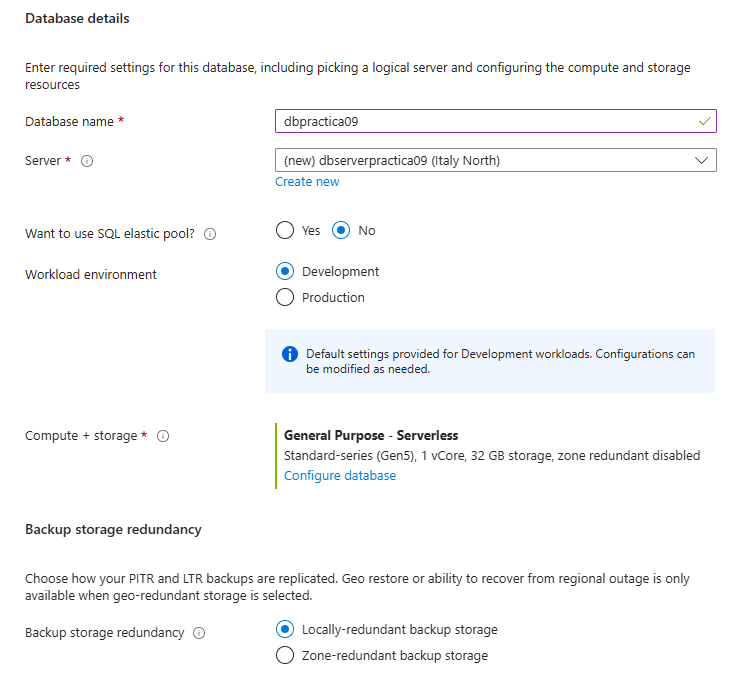 Database details
Enter required settings for this database, including picking a logical server and configuring the compute and storage
resources
Database name *
dbpractica09
Server *
(new) dbserverpractica09 (Italy North)
Create new
Want to use SQL elastic pool?
Yes
No
Workload environment
Development
Production
Default settings provided for Development workloads. Configurations can
be modified as needed.
Compute + storage *
General Purpose - Serverless
Standard-series (Gen5), 1 vCore, 32 GB storage, zone redundant disabled
Configure database
Backup storage redundancy
Choose how your PITR and LTR backups are replicated. Geo restore or ability to recover from regional outage is only
available when geo-redundant storage is selected.
Backup storage redundancy
Locally-redundant backup storage
Zone-redundant backup storage